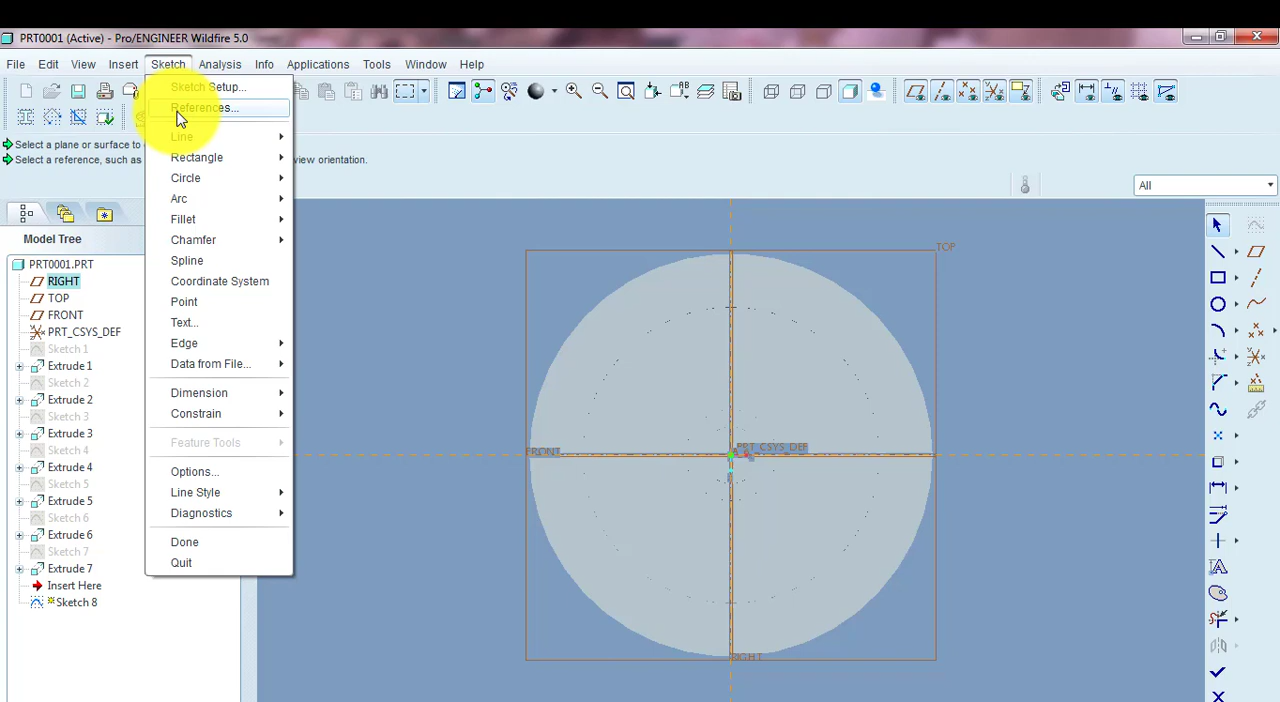 PRT0001 (Active) - Pro/ENGINEER Wildfire 5.0
File Edit View Insert Sketch Analysis Info Applications Tools Window Help
Sketch Setup...
References...
Line
Rectangle
Circle
Arc
Fillet
Chamfer
Spline
Coordinate System
Point
Text...
Edge
Data from File...
Dimension
Constrain
Feature Tools
Options...
Line Style
Diagnostics
Done
Quit
Select a plane or surface to
Select a reference, such as
view orientation.
All
Model Tree
PRT0001.PRT
RIGHT
TOP
FRONT
PRT_CSYS_DEF
Sketch 1
Extrude 1
Sketch 2
Extrude 2
Sketch 3
Extrude 3
Sketch 4
Extrude 4
Sketch 5
Extrude 5
Sketch 6
Extrude 6
Sketch 7
Extrude 7
Insert Here
Sketch 8
TOP
FRONT
PRT_CSYS_DEF
RIGHT